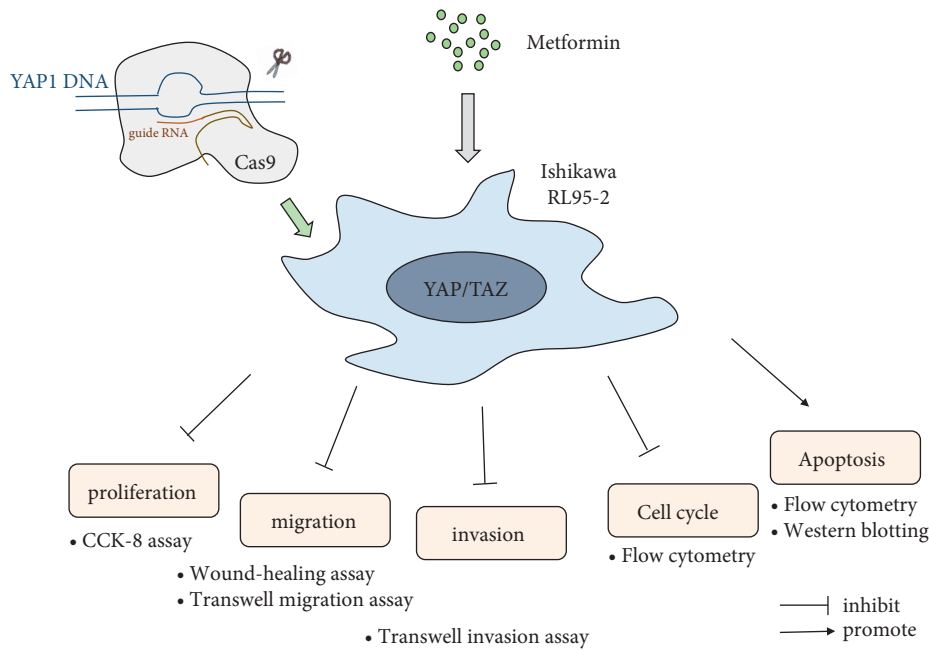 Metformin
YAP1 DNA
guide RNA
Cas9
Ishikawa
RL95-2
YAP/TAZ
proliferation
• CCK-8 assay
migration
• Wound-healing assay
• Transwell migration assay
invasion
• Transwell invasion assay
Cell cycle
• Flow cytometry
Apoptosis
• Flow cytometry
• Western blotting
inhibit
promote